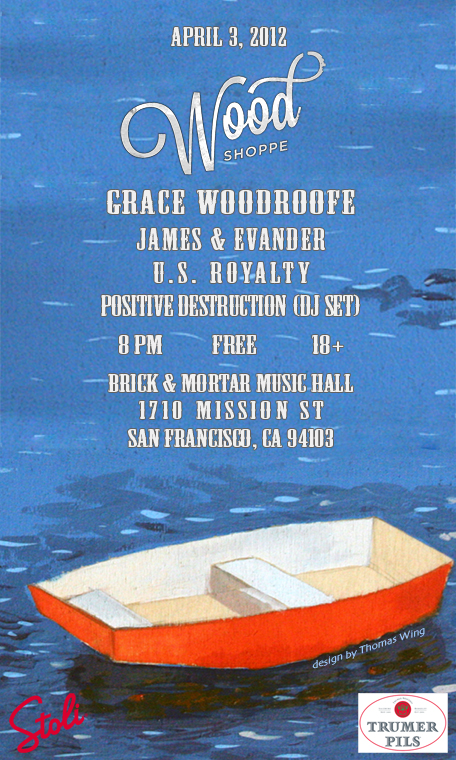 APRIL 3, 2012
Wood
SHOPPE
GRACE WOODROOFE
JAMES & EVANDER
U.S. ROYALTY
POSITIVE DESTRUCTION (DJ SET)
8 PM FREE 18+
BRICK & MORTAR MUSIC HALL
1710 MISSION ST
SAN FRANCISCO, CA 94103
design by Thomas Wing
Stoli
TRUMER
PILS